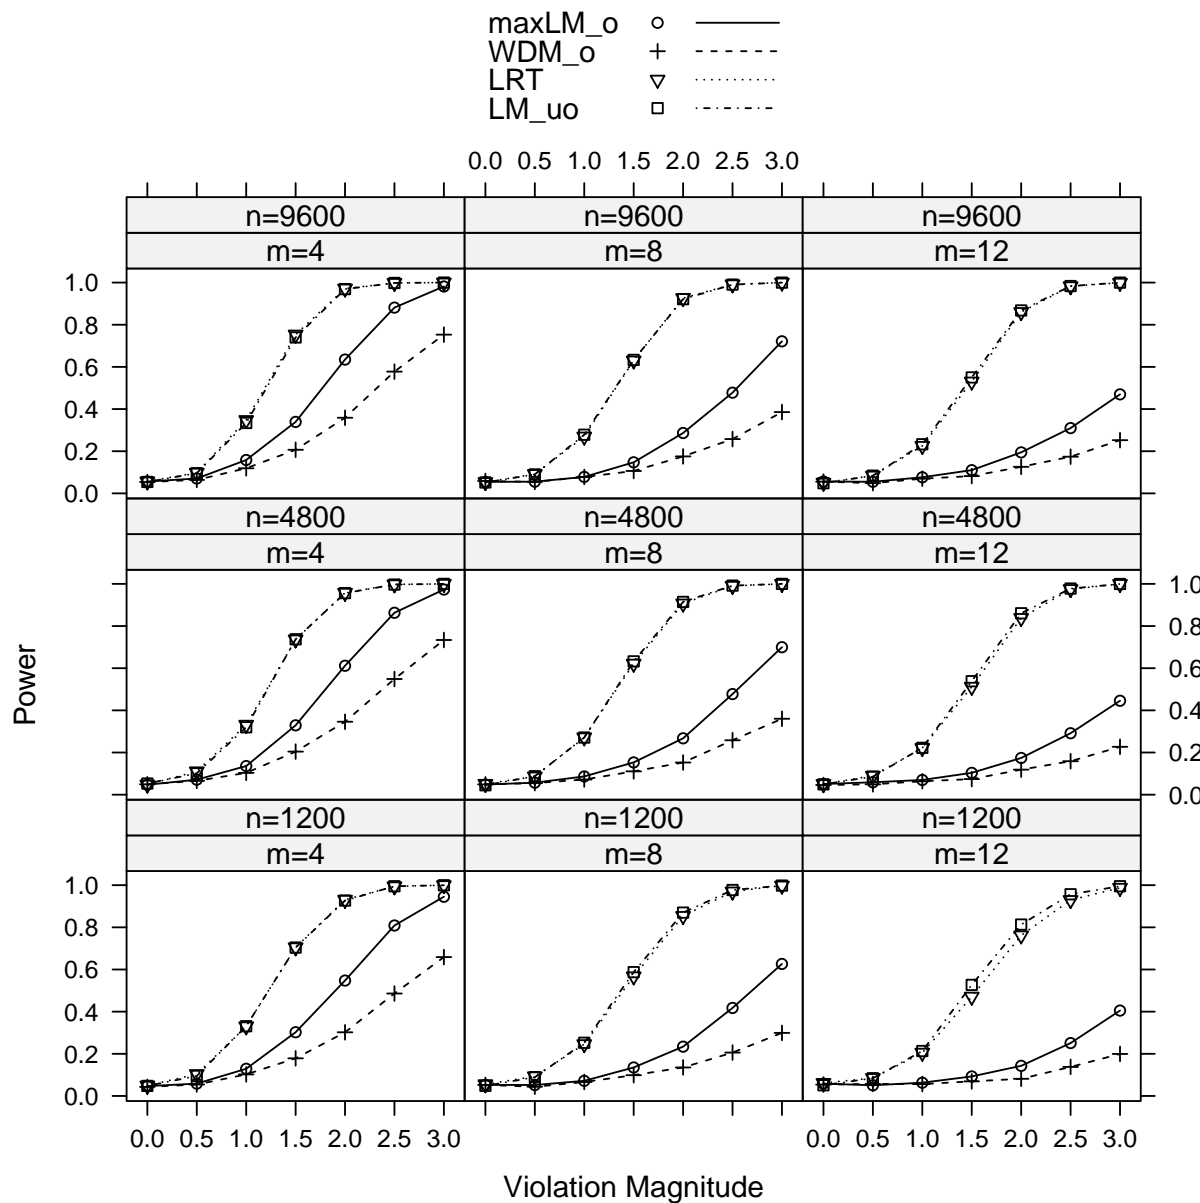 maxLM_o
WDM_o
LRT
LM_uo
0.0 0.5 1.0 1.5 2.0 2.5 3.0
n=9600 n=9600 n=9600
m=4 m=8 m=12
1.0
0.8
0.6
0.4
0.2
0.0
n=4800 n=4800 n=4800
m=4 m=8 m=12
1.0
0.8
0.6
0.4
0.2
0.0
Power
n=1200 n=1200 n=1200
m=4 m=8 m=12
1.0
0.8
0.6
0.4
0.2
0.0
0.0 0.5 1.0 1.5 2.0 2.5 3.0 0.0 0.5 1.0 1.5 2.0 2.5 3.0
Violation Magnitude